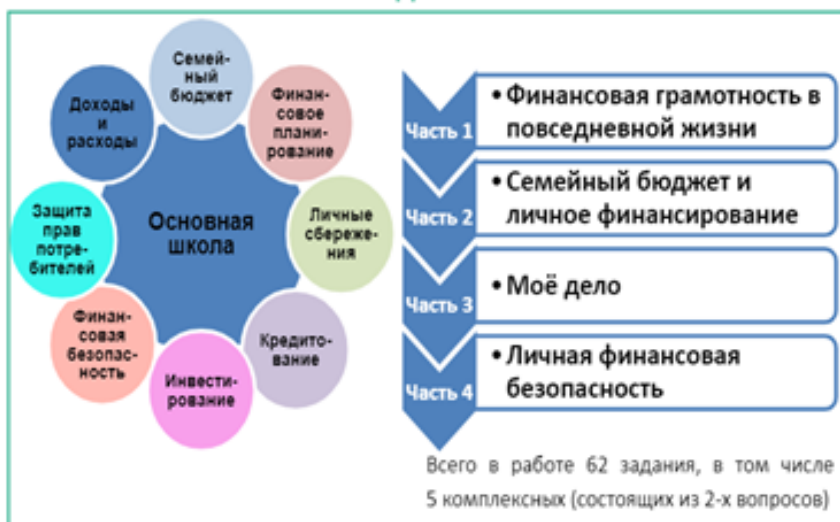 Семей-
ный
бюджет
Финан-
совое
плани-
рование
Личные
сбереже-
ния
Кредит-
ование
Инвести-
рование
Финан-
совая
безопас-
ность
Защита
прав
потре-
бителей
Доходы
и
расходы
Основная
школа
Часть 1
• Финансовая грамотность в
повседневной жизни
Часть 2
• Семейный бюджет и
личное финансирование
Часть 3
• Моё дело
Часть 4
• Личная финансовая
безопасность
Всего в работе 62 задания, в том числе
5 комплексных (состоящих из 2-х вопросов)